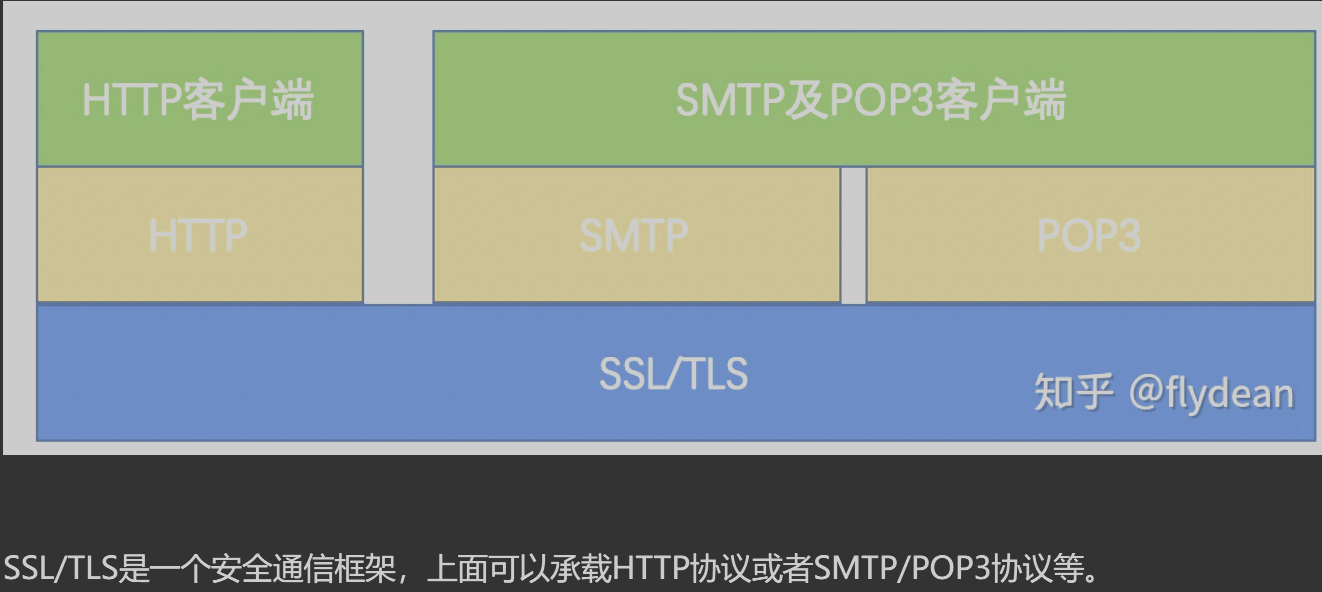 HTTP客户端
SMTP及POP3客户端
HTTP
SMTP
POP3
SSL/TLS
知乎 @flydean
SSL/TLS是一个安全通信框架，上面可以承载HTTP协议或者SMTP/POP3协议等。